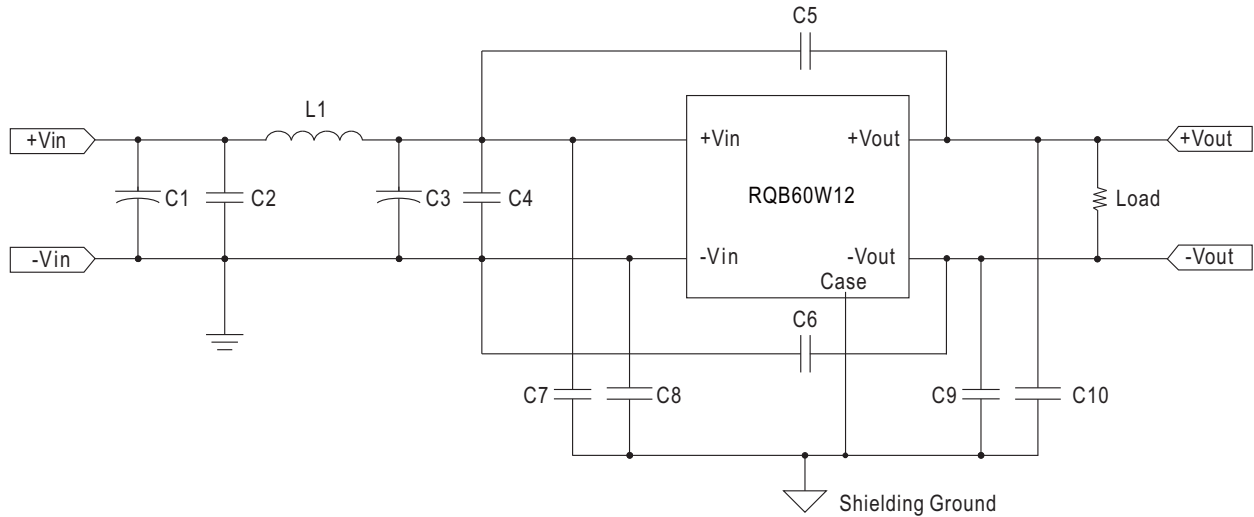 C5
L1
+Vin
+Vin
+Vout
+Vout
C1
C2
C3
C4
RQB60W12
Load
-Vin
-Vin
-Vout
-Vout
Case
C6
C7
C8
C9
C10
Shielding Ground